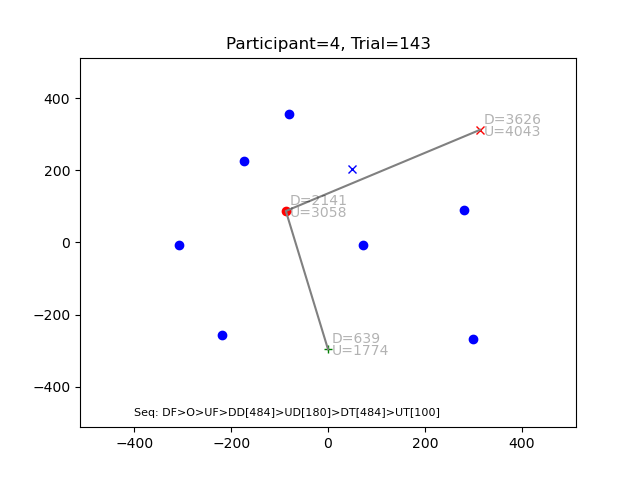 Participant=4, Trial=143
400
200
0
−200
−400
D=3626
U=4043
D=2141
U=3058
D=639
U=1774
Seq: DF>O>UF>DD[484]>UD[180]>DT[484]>UT[100]
−400 −200 0 200 400